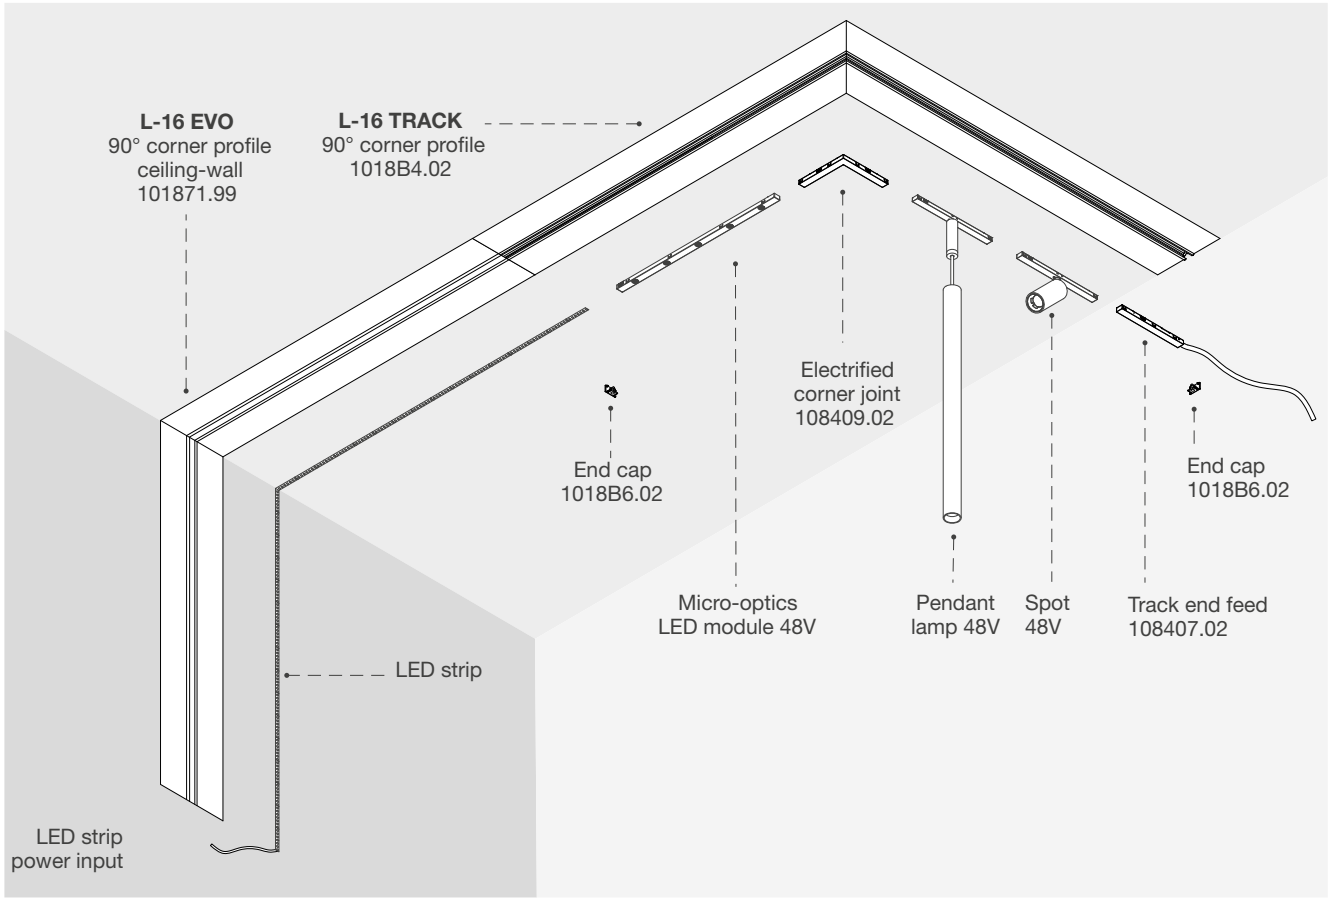 L-16 EVO
90° corner profile
ceiling-wall
101871.99
L-16 TRACK
90° corner profile
1018B4.02
Electrified
corner joint
108409.02
End cap
1018B6.02
End cap
1018B6.02
Micro-optics
LED module 48V
Pendant
lamp 48V
Spot
48V
Track end feed
108407.02
LED strip
LED strip
power input